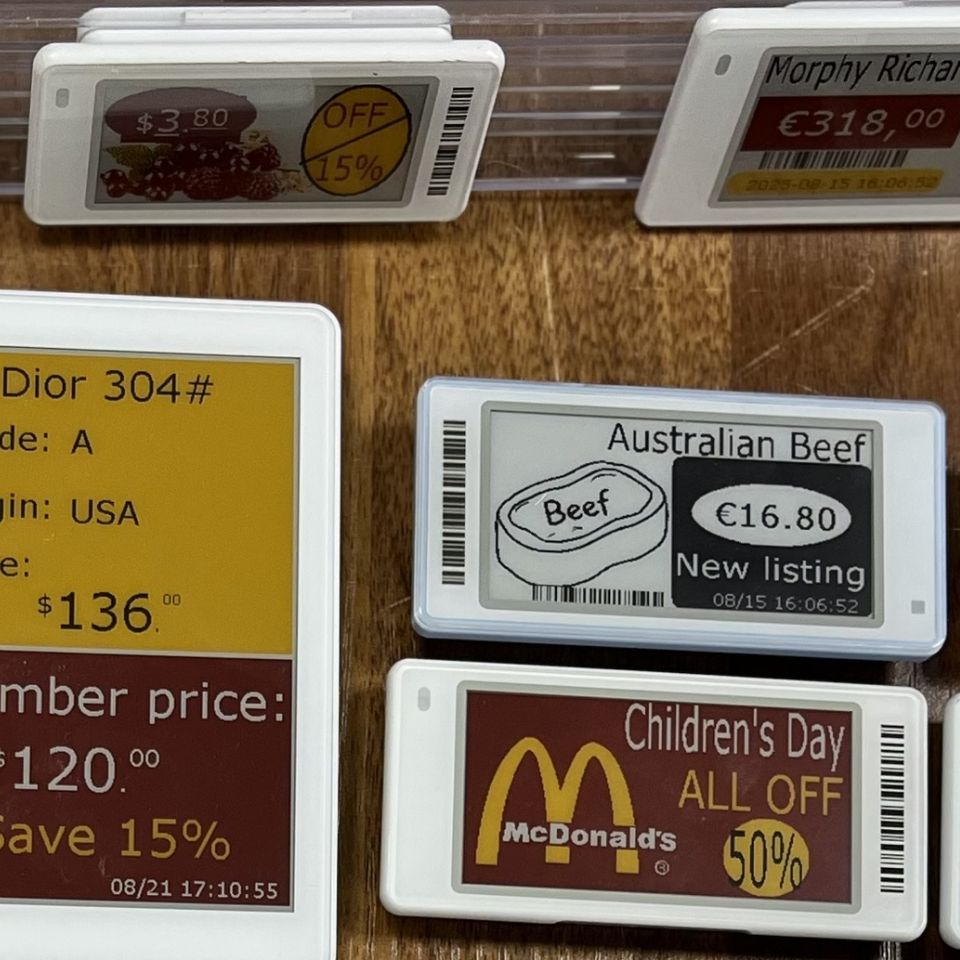 $3.80
OFF
15%
Morphy Richar
€318,00
2025-08-15 16:06:52
Dior 304#
de: A
gin: USA
e:
$136.00
mber price:
$120.00
Save 15%
08/21 17:10:55
Australian Beef
Beef
€16.80
New listing
08/15 16:06:52
Children's Day
ALL OFF
50%
McDonald's
®